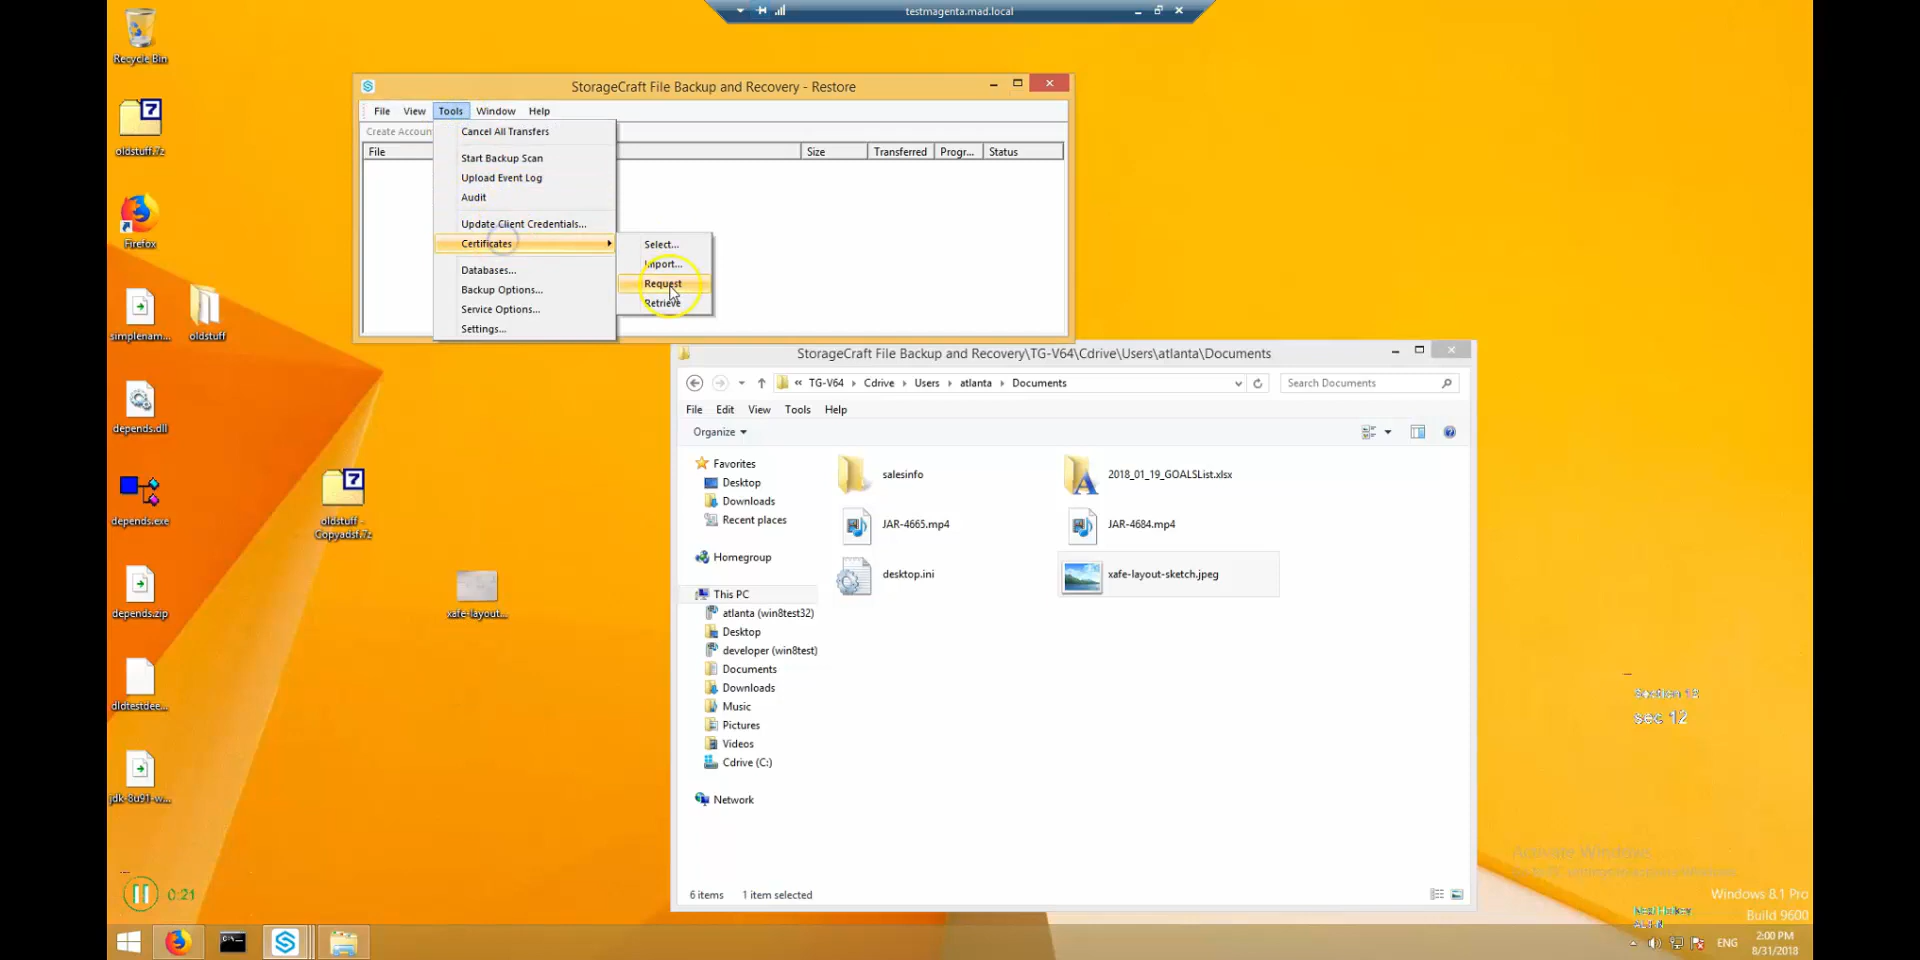 testmagenta.mad.local
Recycle Bin
oldstuff.7z
Firefox
simplenam...
oldstuff
depends.dll
depends.exe
oldstuff -
Copyadsf.7z
depends.zip
xafe-layout...
dldtestdee...
jdk-8u91-w...
0:21
StorageCraft File Backup and Recovery - Restore
File View Tools Window Help
Create Accoun
File Size Transferred Progr... Status
Cancel All Transfers
Start Backup Scan
Upload Event Log
Audit
Update Client Credentials...
Certificates
Databases...
Backup Options...
Service Options...
Settings...
Select...
Import...
Request
Retrieve
StorageCraft File Backup and Recovery\TG-V64\Cdrive\Users\atlanta\Documents
« TG-V64 Cdrive Users atlanta Documents
Search Documents
File Edit View Tools Help
Organize
Favorites
Desktop
Downloads
Recent places
Homegroup
This PC
atlanta (win8test32)
Desktop
developer (win8test)
Documents
Downloads
Music
Pictures
Videos
Cdrive (C:)
Network
salesinfo
2018_01_19_GOALSList.xlsx
JAR-4665.mp4
JAR-4684.mp4
desktop.ini
xafe-layout-sketch.jpeg
6 items 1 item selected
sec 12
Activate Windows
Windows 8.1 Pro
Build 9600
ENG
2:00 PM
8/31/2018